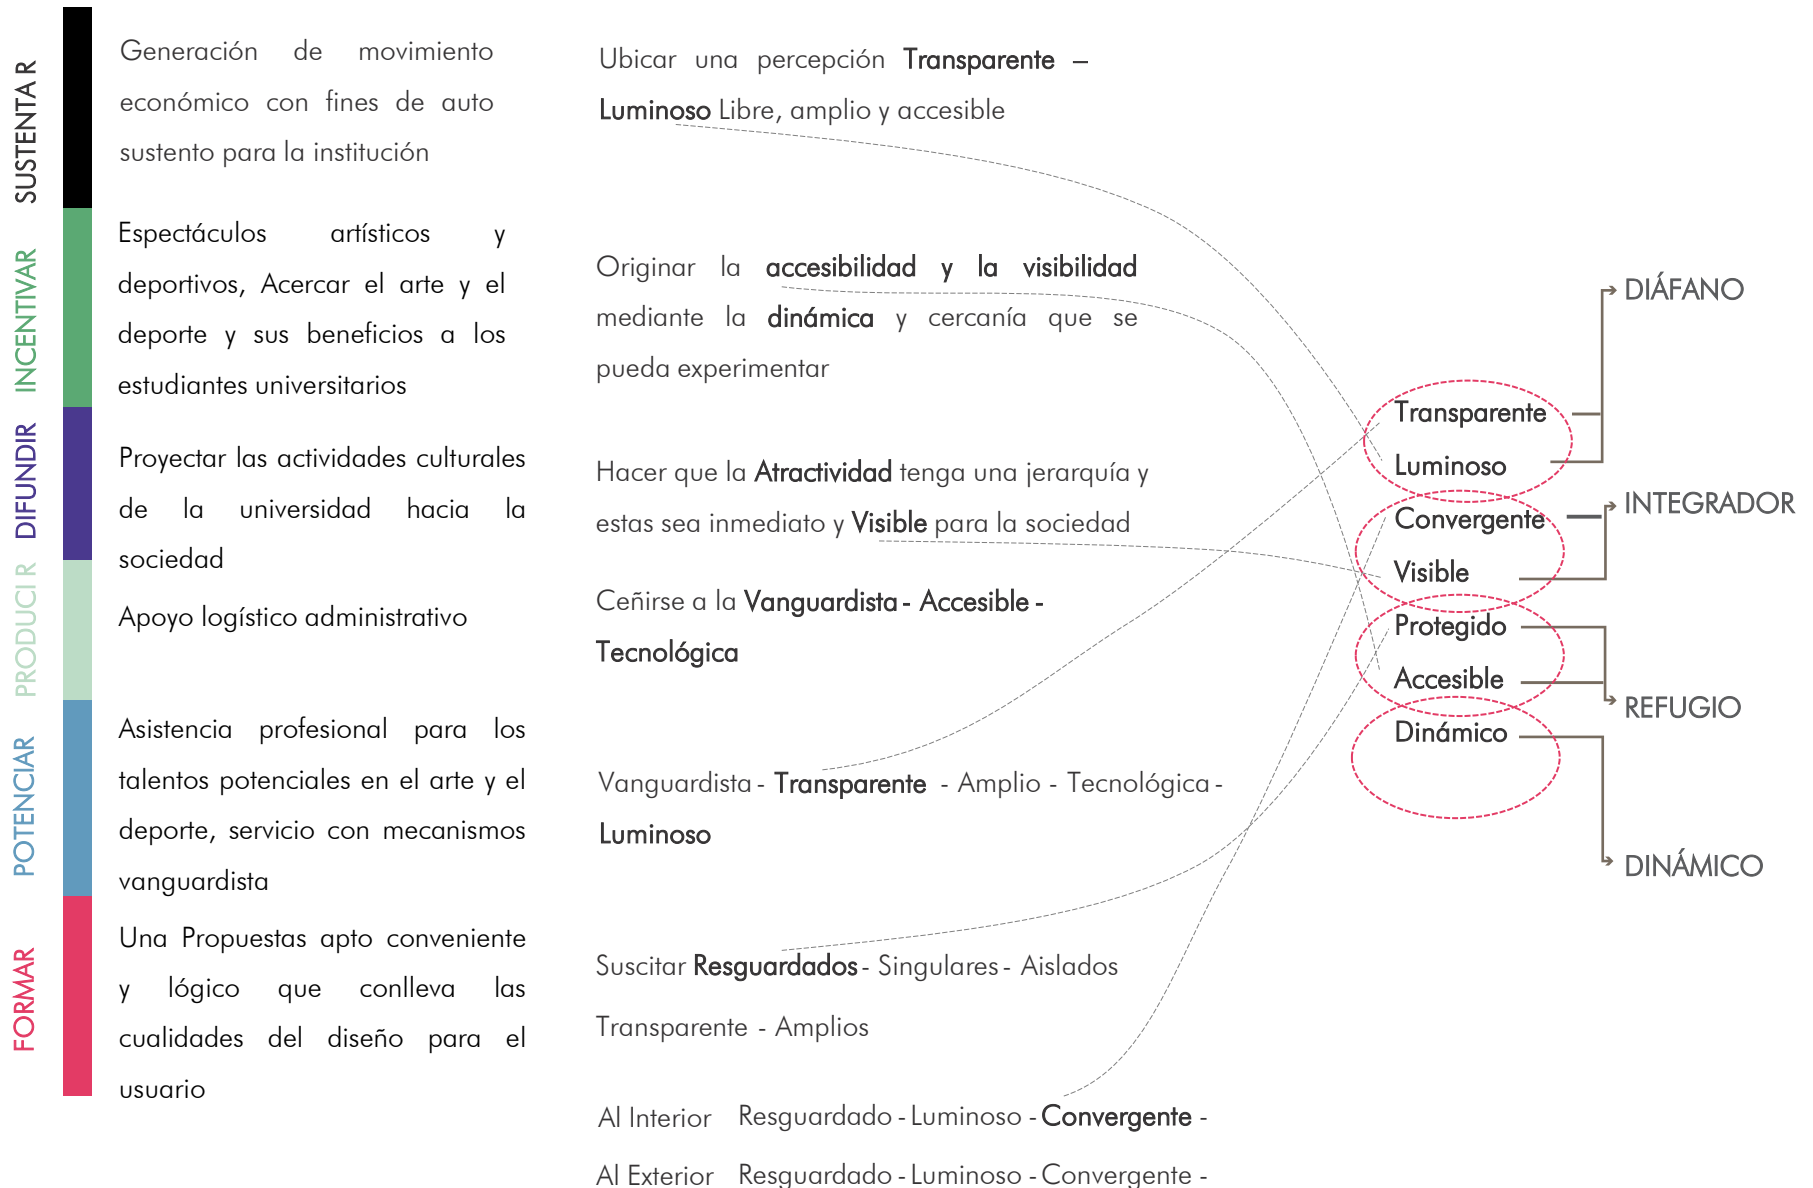 SUSTENTA R
Generación de movimiento
económico con fines de auto
sustento para la institución
INCENTIVAR
Espectáculos artísticos y
deportivos, Acercar el arte y el
deporte y sus beneficios a los
estudiantes universitarios
DIFUNDIR
Proyectar las actividades culturales
de la universidad hacia la
sociedad
PRODUCI R
Apoyo logístico administrativo
POTENCIAR
Asistencia profesional para los
talentos potenciales en el arte y el
deporte, servicio con mecanismos
vanguardista
FORMAR
Una Propuestas apto conveniente
y lógico que conlleva las
cualidades del diseño para el
usuario
Ubicar una percepción Transparente –
Luminoso Libre, amplio y accesible
Originar la accesibilidad y la visibilidad
mediante la dinámica y cercanía que se
pueda experimentar
Hacer que la Atractividad tenga una jerarquía y
estas sea inmediato y Visible para la sociedad
Ceñirse a la Vanguardista - Accesible -
Tecnológica
Vanguardista - Transparente - Amplio - Tecnológica -
Luminoso
Suscitar Resguardados - Singulares - Aislados
Transparente - Amplios
Al Interior Resguardado - Luminoso - Convergente -
Al Exterior Resguardado - Luminoso - Convergente -
Transparente
Luminoso
Convergente
Visible
Protegido
Accesible
Dinámico
DIÁFANO
INTEGRADOR
REFUGIO
DINÁMICO